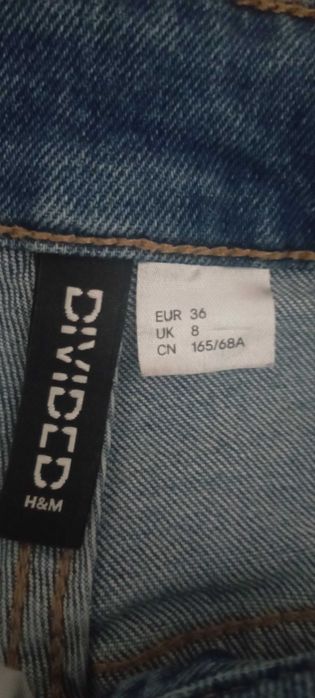 DIVIDED
H&M
EUR 36
UK 8
CN 165/68A